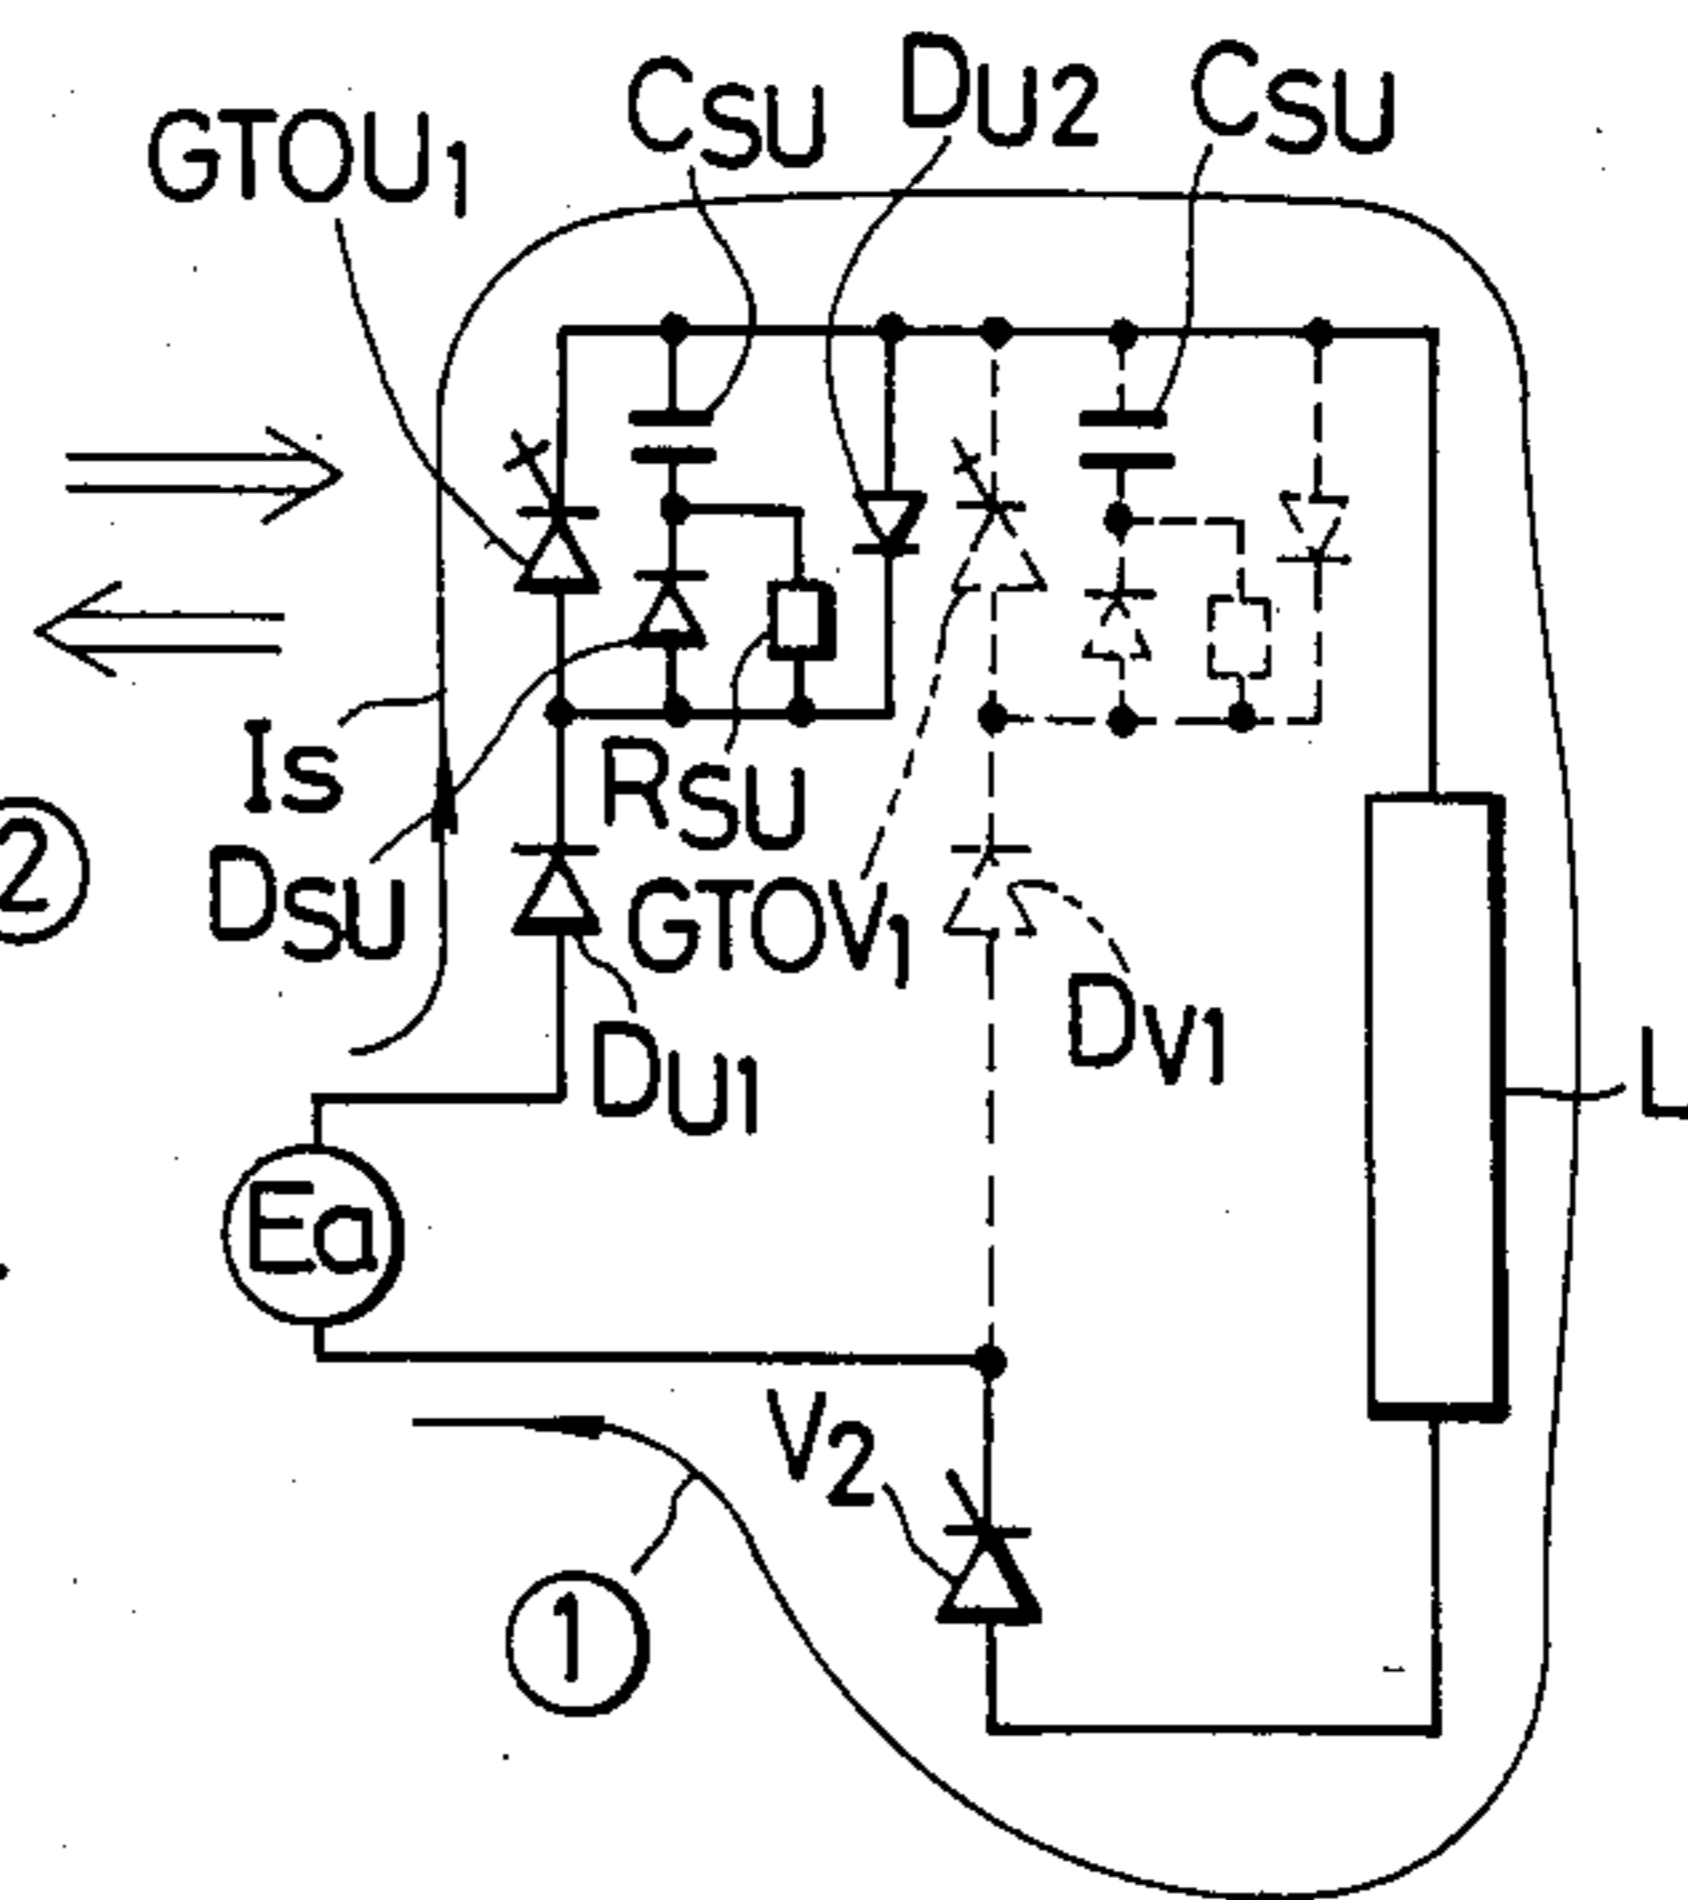 GTOU1
CSU
DU2
CSU
Is
RSU
2
DSU
GTOV1
DV1
DU1
L
Ea
V2
1